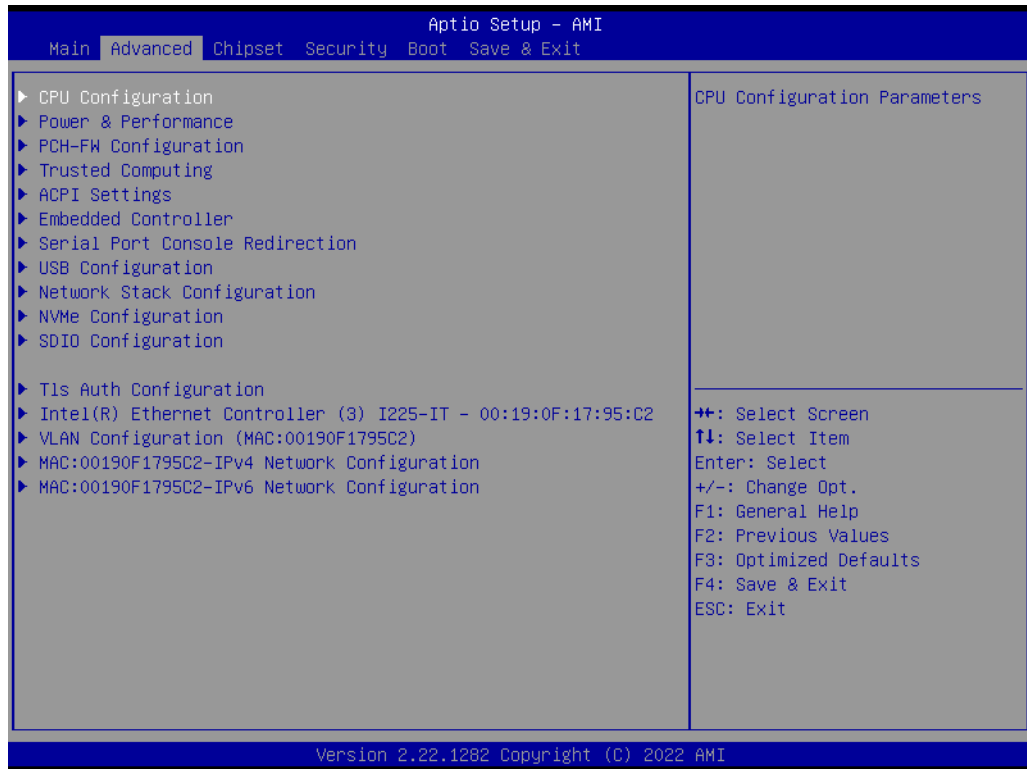 Aptio Setup – AMI
Main Advanced Chipset Security Boot Save & Exit
▶ CPU Configuration
▶ Power & Performance
▶ PCH-FW Configuration
▶ Trusted Computing
▶ ACPI Settings
▶ Embedded Controller
▶ Serial Port Console Redirection
▶ USB Configuration
▶ Network Stack Configuration
▶ NVMe Configuration
▶ SDIO Configuration
▶ Tls Auth Configuration
▶ Intel(R) Ethernet Controller (3) I225-IT - 00:19:0F:17:95:C2
▶ VLAN Configuration (MAC:00190F1795C2)
▶ MAC:00190F1795C2-IPv4 Network Configuration
▶ MAC:00190F1795C2-IPv6 Network Configuration
CPU Configuration Parameters
→←: Select Screen
↑↓: Select Item
Enter: Select
+/-: Change Opt.
F1: General Help
F2: Previous Values
F3: Optimized Defaults
F4: Save & Exit
ESC: Exit
Version 2.22.1282 Copyright (C) 2022 AMI